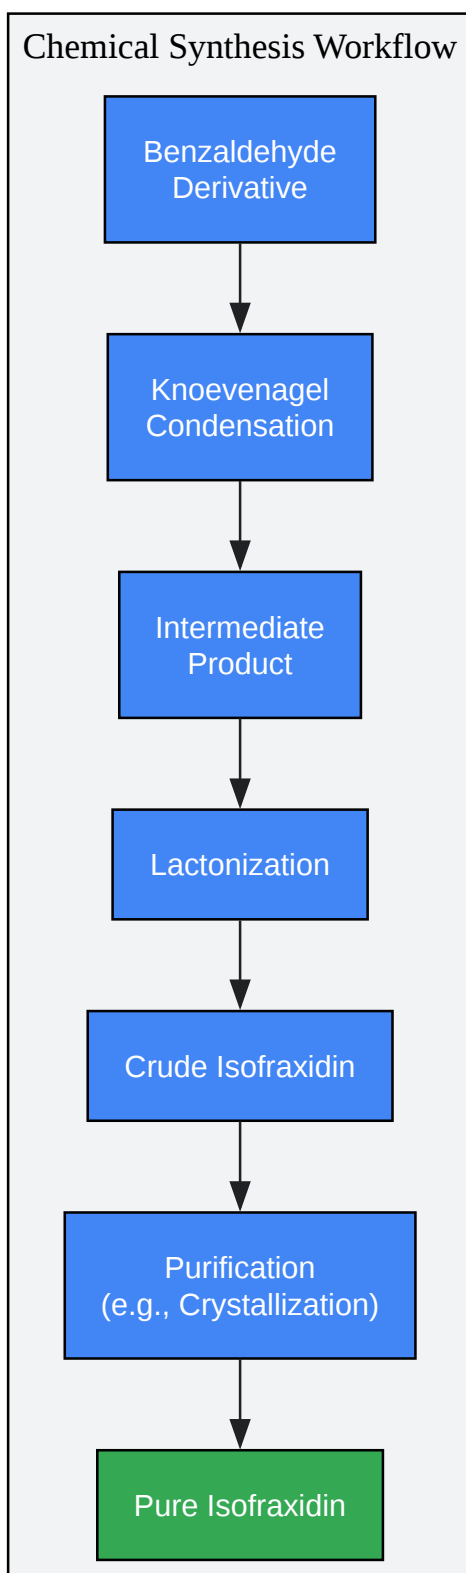 Chemical Synthesis Workflow
Benzaldehyde
Derivative
Knoevenagel
Condensation
Intermediate
Product
Lactonization
Crude Isofraxidin
Purification
(e.g., Crystallization)
Pure Isofraxidin